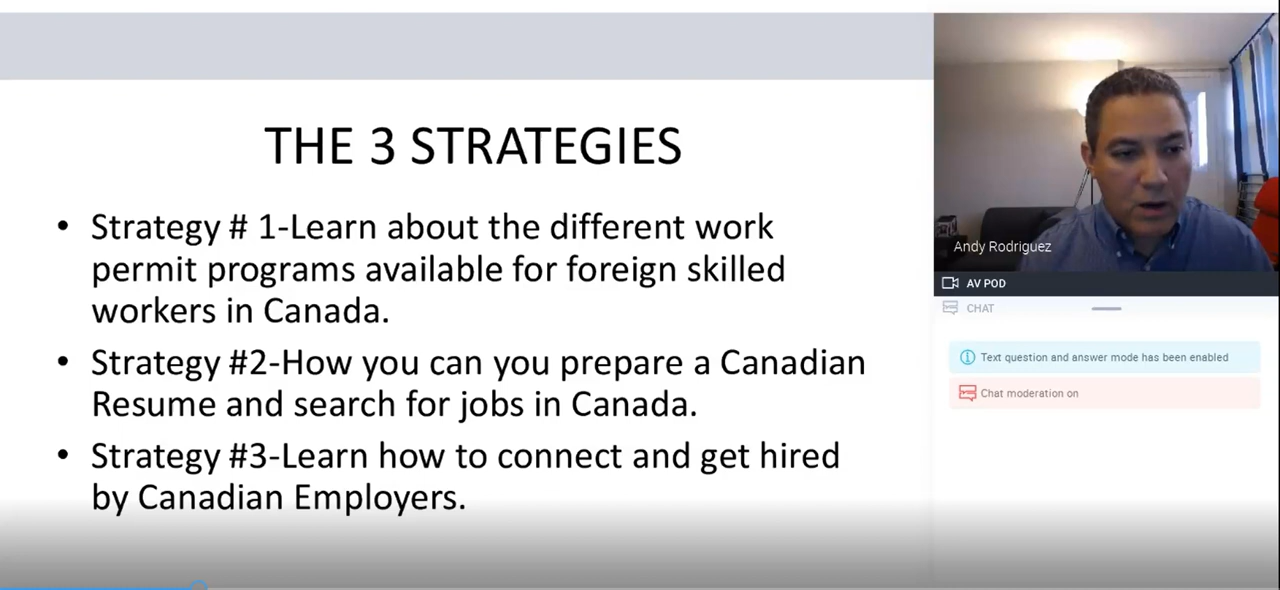 THE 3 STRATEGIES
• Strategy # 1-Learn about the different work
permit programs available for foreign skilled
workers in Canada.
• Strategy #2-How you can you prepare a Canadian
Resume and search for jobs in Canada.
• Strategy #3-Learn how to connect and get hired
by Canadian Employers.
Andy Rodriguez
AV POD
CHAT
Text question and answer mode has been enabled
Chat moderation on